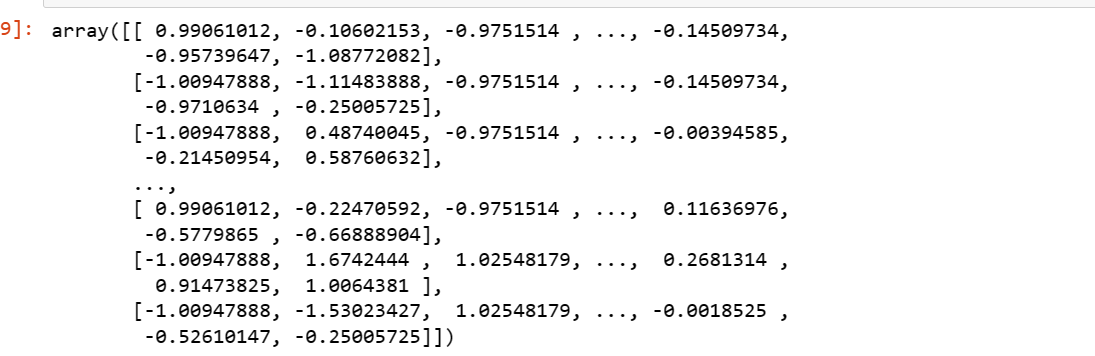 9]: array([[ 0.99061012, -0.10602153, -0.9751514 , ..., -0.14509734,
-0.95739647, -1.08772082],
[-1.00947888, -1.11483888, -0.9751514 , ..., -0.14509734,
-0.9710634 , -0.25005725],
[-1.00947888,  0.48740045, -0.9751514 , ..., -0.00394585,
-0.21450954,  0.58760632],
...,
[ 0.99061012, -0.22470592, -0.9751514 , ...,  0.11636976,
-0.5779865 , -0.66888904],
[-1.00947888,  1.6742444 ,  1.02548179, ...,  0.2681314 ,
0.91473825,  1.0064381 ],
[-1.00947888, -1.53023427,  1.02548179, ..., -0.0018525 ,
-0.52610147, -0.25005725]])